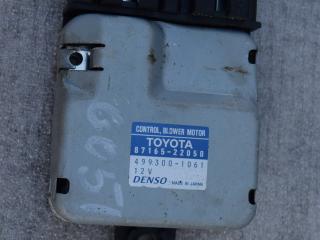 CONTROL, BLOWER MOTOR
TOYOTA
87165-22050
499300-1061
12V
DENSO MADE IN JAPAN